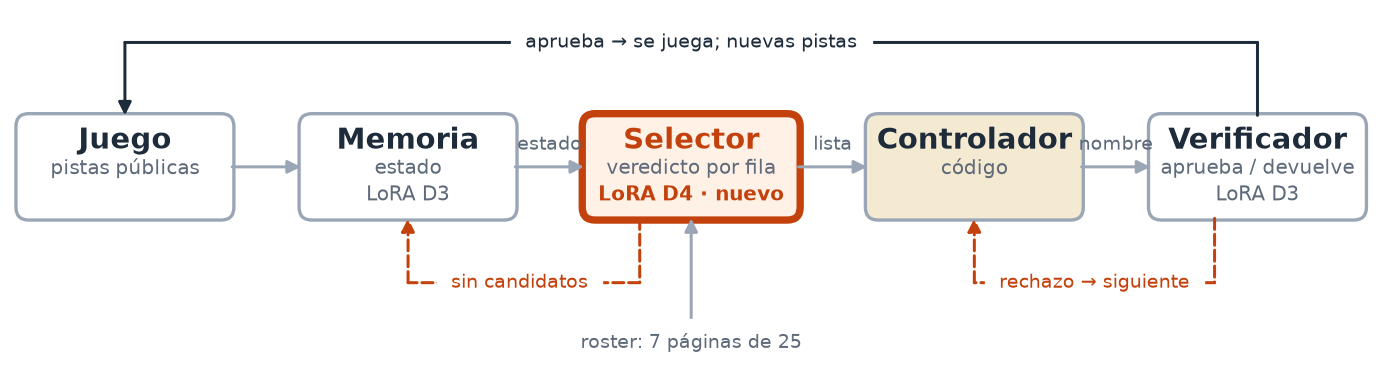 aprueba → se juega; nuevas pistas
Juego
pistas públicas
Memoria
estado
LoRA D3
estado
Selector
veredicto por fila
LoRA D4 · nuevo
lista
Controlador
código
nombre
Verificador
aprueba / devuelve
LoRA D3
sin candidatos
rechazo → siguiente
roster: 7 páginas de 25